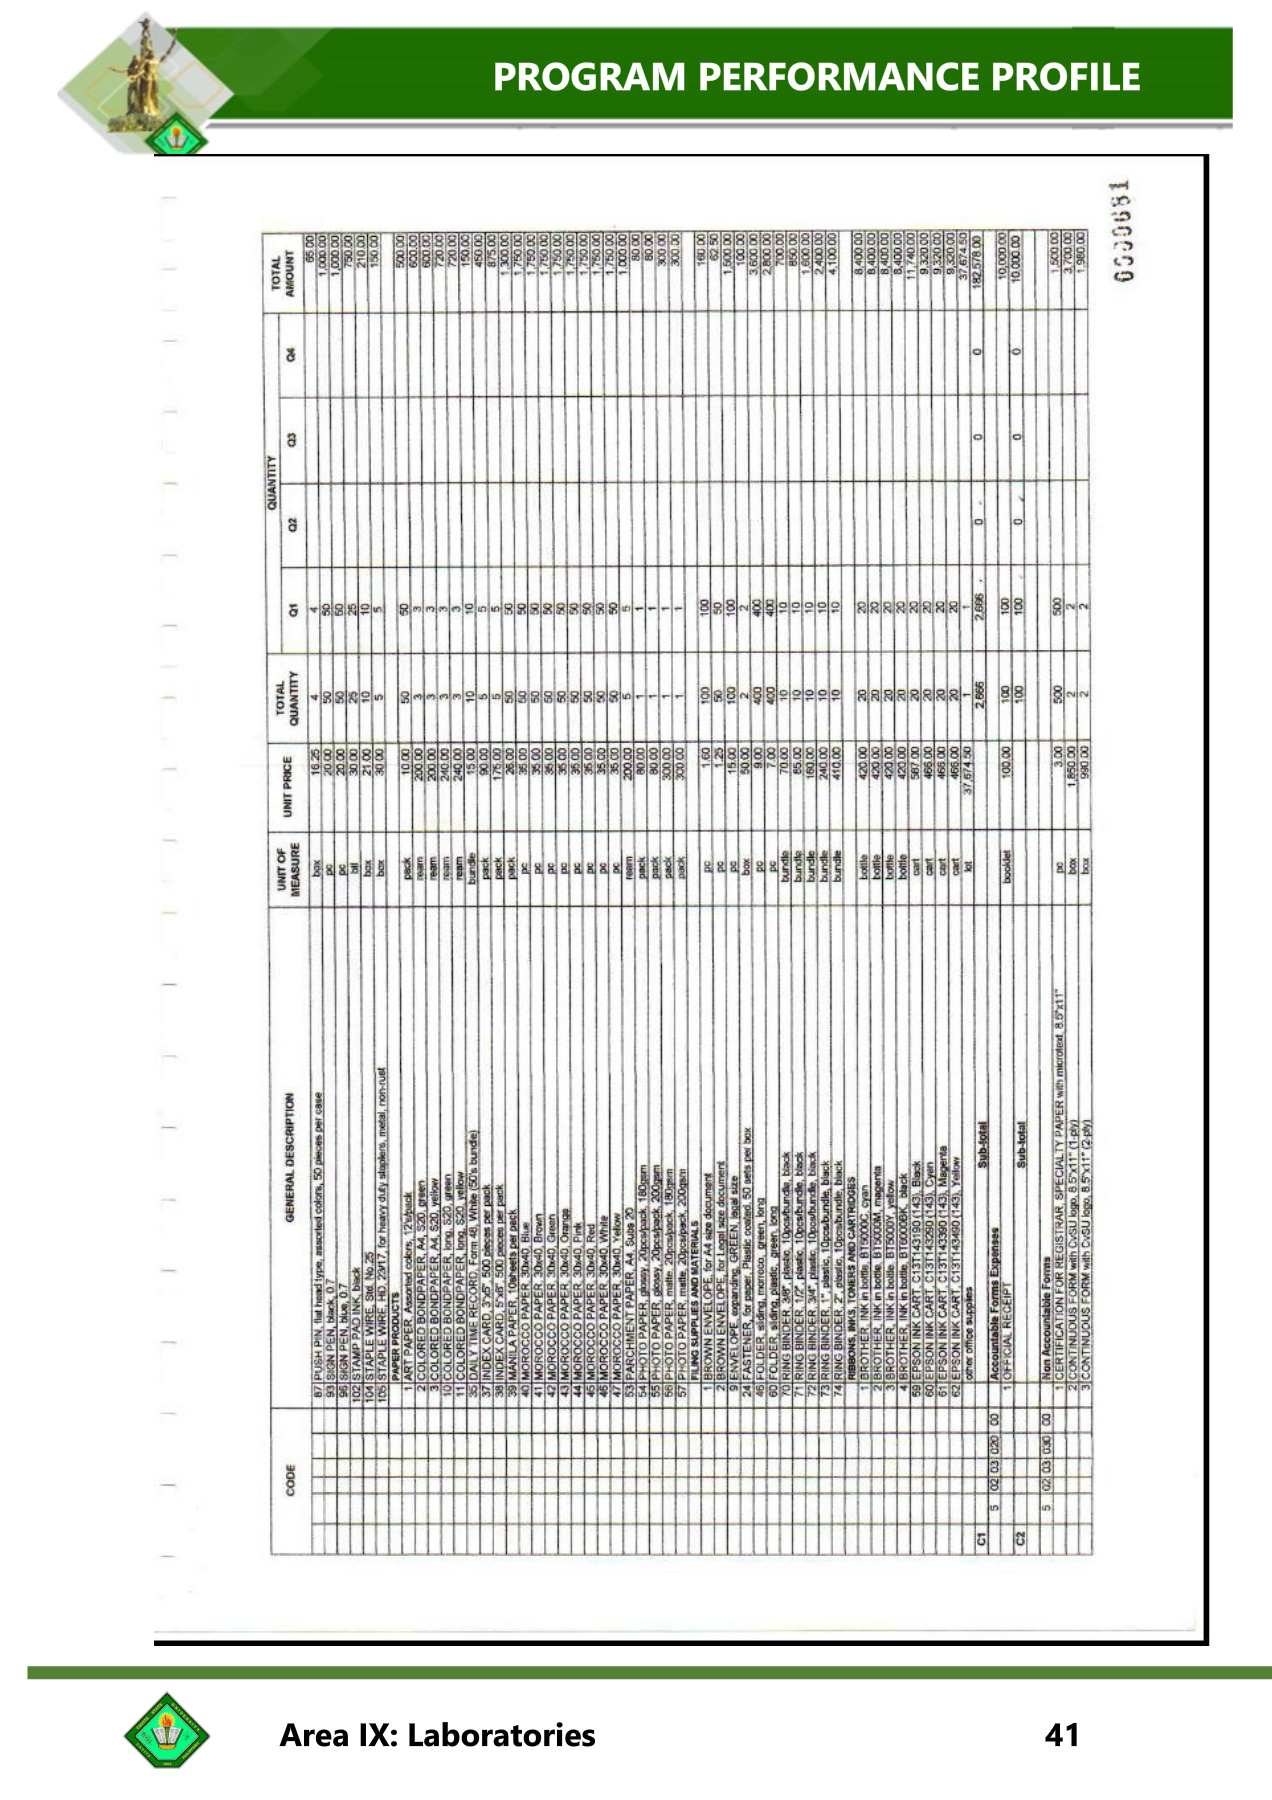 PROGRAM PERFORMANCE PROFILE
0000681
CODE GENERAL DESCRIPTION UNIT OF MEASURE UNIT PRICE TOTAL QUANTITY QUANTITY Q1 Q2 Q3 Q4 TOTAL AMOUNT
87 PUSH PIN, flat head type, assorted colors, 50 pieces per case box 16.25 4 4 65.00
93 SIGN PEN, black, 0.7 pc 20.00 50 50 1,000.00
96 SIGN PEN, blue, 0.7 pc 20.00 50 50 1,000.00
102 STAMP PAD INK, black btl 30.00 25 25 750.00
104 STAPLE WIRE, Std. No.25 box 21.00 10 10 210.00
105 STAPLE WIRE, HD, 23/17, for heavy duty staplers, metal, non-rust box 30.00 5 5 150.00
PAPER PRODUCTS
1 ART PAPER, Assorted colors, 12's/pack pack 10.00 50 50 500.00
2 COLORED BONDPAPER, A4, S20, green ream 200.00 3 3 600.00
3 COLORED BONDPAPER, A4, S20, yellow ream 200.00 3 3 600.00
10 COLORED BONDPAPER, long, S20, green ream 240.00 3 3 720.00
11 COLORED BONDPAPER, long, S20, yellow ream 240.00 3 3 720.00
35 DAILY TIME RECORD, Form 48, White (50's bundle) bundle 15.00 10 10 150.00
37 INDEX CARD, 3"x5", 500 pieces per pack pack 90.00 5 5 450.00
38 INDEX CARD, 5"x8", 500 pieces per pack pack 175.00 5 5 875.00
39 MANILA PAPER, 10sheets per pack pack 26.00 50 50 1,300.00
40 MOROCCO PAPER, 30x40, Blue pc 35.00 50 50 1,750.00
41 MOROCCO PAPER, 30x40, Brown pc 35.00 50 50 1,750.00
42 MOROCCO PAPER, 30x40, Green pc 35.00 50 50 1,750.00
43 MOROCCO PAPER, 30x40, Orange pc 35.00 50 50 1,750.00
44 MOROCCO PAPER, 30x40, Pink pc 35.00 50 50 1,750.00
45 MOROCCO PAPER, 30x40, Red pc 35.00 50 50 1,750.00
46 MOROCCO PAPER, 30x40, White pc 35.00 50 50 1,750.00
47 MOROCCO PAPER, 30x40, Yellow pc 35.00 50 50 1,750.00
53 PARCHMENT PAPER, A4, Subs 20 ream 200.00 5 5 1,000.00
54 PHOTO PAPER, glossy, 20pcs/pack, 180gsm pack 80.00 1 1 80.00
55 PHOTO PAPER, glossy, 20pcs/pack, 200gsm pack 80.00 1 1 80.00
56 PHOTO PAPER, matte, 20pcs/pack, 180gsm pack 300.00 1 1 300.00
57 PHOTO PAPER, matte, 20pcs/pack, 200gsm pack 300.00 1 1 300.00
FILING SUPPLIES AND MATERIALS
1 BROWN ENVELOPE, for A4 size document pc 1.60 100 100 160.00
2 BROWN ENVELOPE, for Legal size document pc 1.25 50 50 62.50
9 ENVELOPE, expanding, GREEN, legal size pc 15.00 100 100 1,500.00
24 FASTENER, for paper, Plastic coated, 50 sets per box box 50.00 2 2 100.00
46 FOLDER, sliding, morocco, green, long pc 9.00 400 400 3,600.00
60 FOLDER, sliding, plastic, green, long pc 7.00 400 400 2,800.00
70 RING BINDER, 3/8", plastic, 10pcs/bundle, black bundle 70.00 10 10 700.00
71 RING BINDER, 1/2", plastic, 10pcs/bundle, black bundle 85.00 10 10 850.00
72 RING BINDER, 3/4", plastic, 10pcs/bundle, black bundle 160.00 10 10 1,600.00
73 RING BINDER, 1", plastic, 10pcs/bundle, black bundle 240.00 10 10 2,400.00
74 RING BINDER, 2", plastic, 10pcs/bundle, black bundle 410.00 10 10 4,100.00
RIBBONS, INKS, TONERS AND CARTRIDGES
1 BROTHER, INK in bottle, BT5000C, cyan bottle 420.00 20 20 8,400.00
2 BROTHER, INK in bottle, BT5000M, magenta bottle 420.00 20 20 8,400.00
3 BROTHER, INK in bottle, BT5000Y, yellow bottle 420.00 20 20 8,400.00
4 BROTHER, INK in bottle, BT6000BK, black bottle 420.00 20 20 8,400.00
59 EPSON INK CART, C13T143190 (143), Black cart 587.00 20 20 11,740.00
60 EPSON INK CART, C13T143290 (143), Cyan cart 466.00 20 20 9,320.00
61 EPSON INK CART, C13T143390 (143), Magenta cart 466.00 20 20 9,320.00
62 EPSON INK CART, C13T143490 (143), Yellow cart 466.00 20 20 9,320.00
other office supplies lot 37,674.50 1 1 37,674.50
C1 Sub-total 2,666 2,666 0 0 0 182,578.00
5 02 03 020 00 Accountable Forms Expenses
1 OFFICIAL RECEIPT booklet 100.00 100 100 10,000.00
C2 Sub-total 100 100 0 0 0 10,000.00
5 02 03 030 00 Non Accountable Forms
1 CERTIFICATION FOR REGISTRAR, SPECIALTY PAPER with microtext, 8.5"x11" pc 3.00 500 500 1,500.00
2 CONTINUOUS FORM with CvSU logo, 8.5"x11" (1-ply) box 1,850.00 2 2 3,700.00
3 CONTINUOUS FORM with CvSU logo, 8.5"x11" (2-ply) box 990.00 2 2 1,980.00
Area IX: Laboratories 41